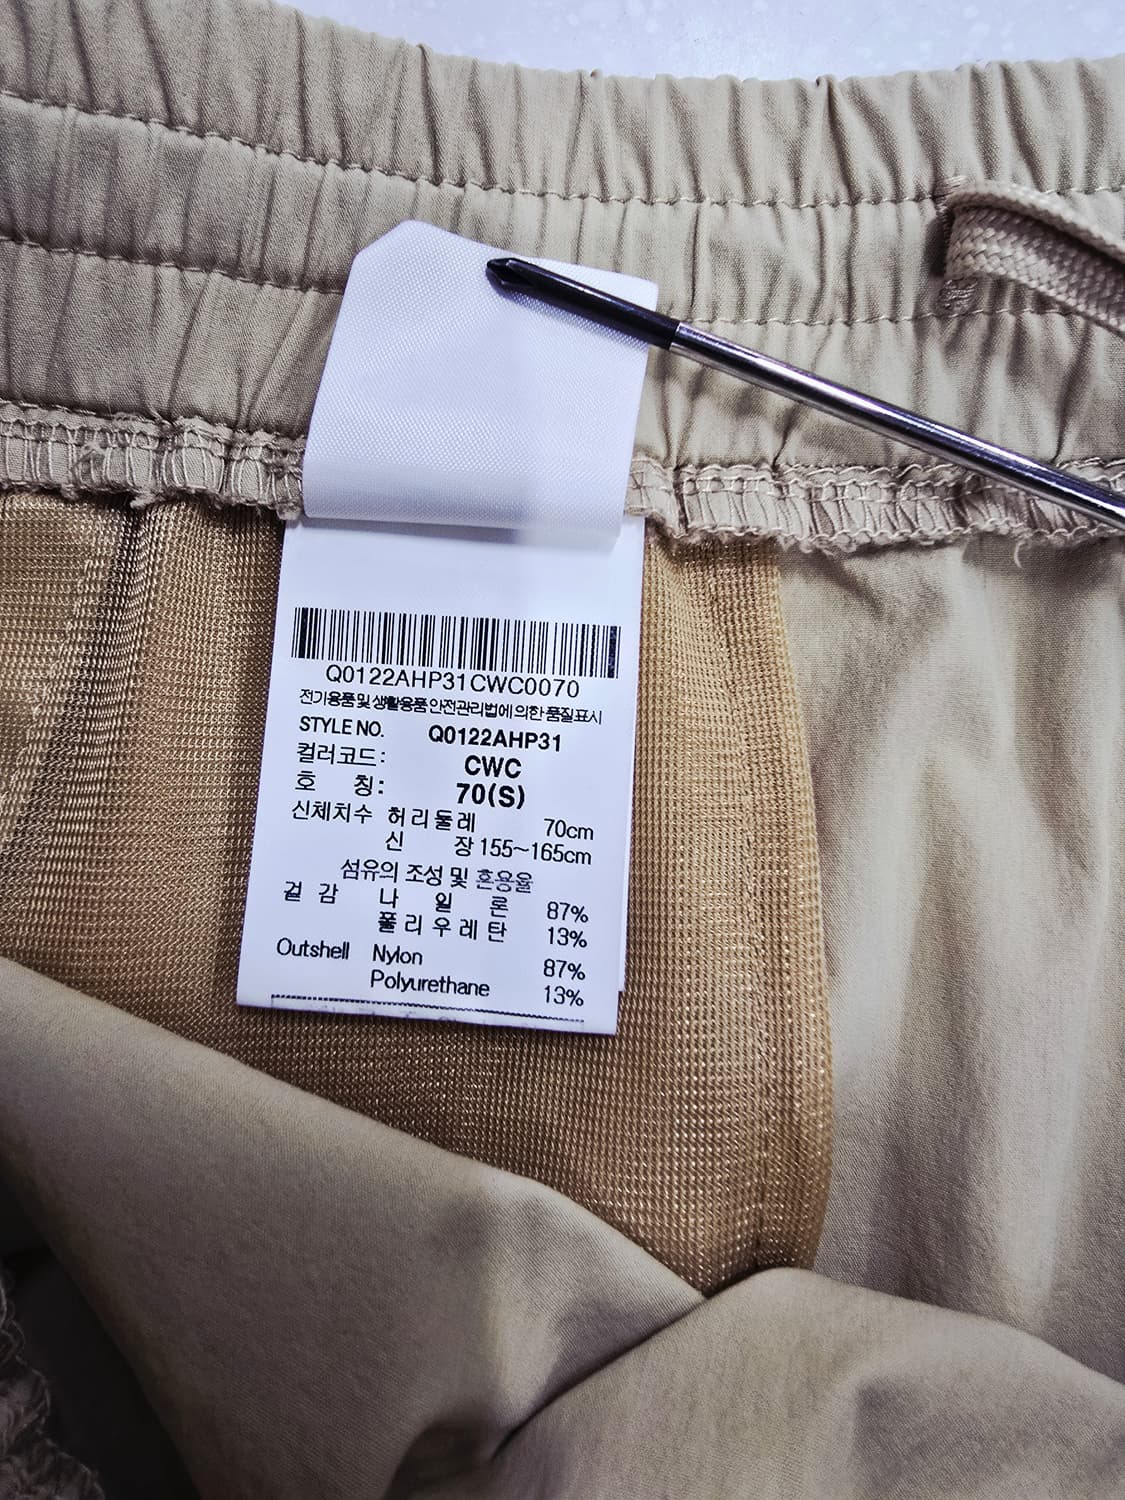 Q0122AHP31CWC0070
전기용품 및 생활용품 안전관리법에 의한 품질표시
STYLE NO. Q0122AHP31
컬러코드: CWC
호 칭: 70(S)
신체치수 허리둘레 70cm
신 장 155~165cm
섬유의 조성 및 혼용율
겉 감 나 일 론 87%
폴 리 우 레 탄 13%
Outshell Nylon 87%
Polyurethane 13%